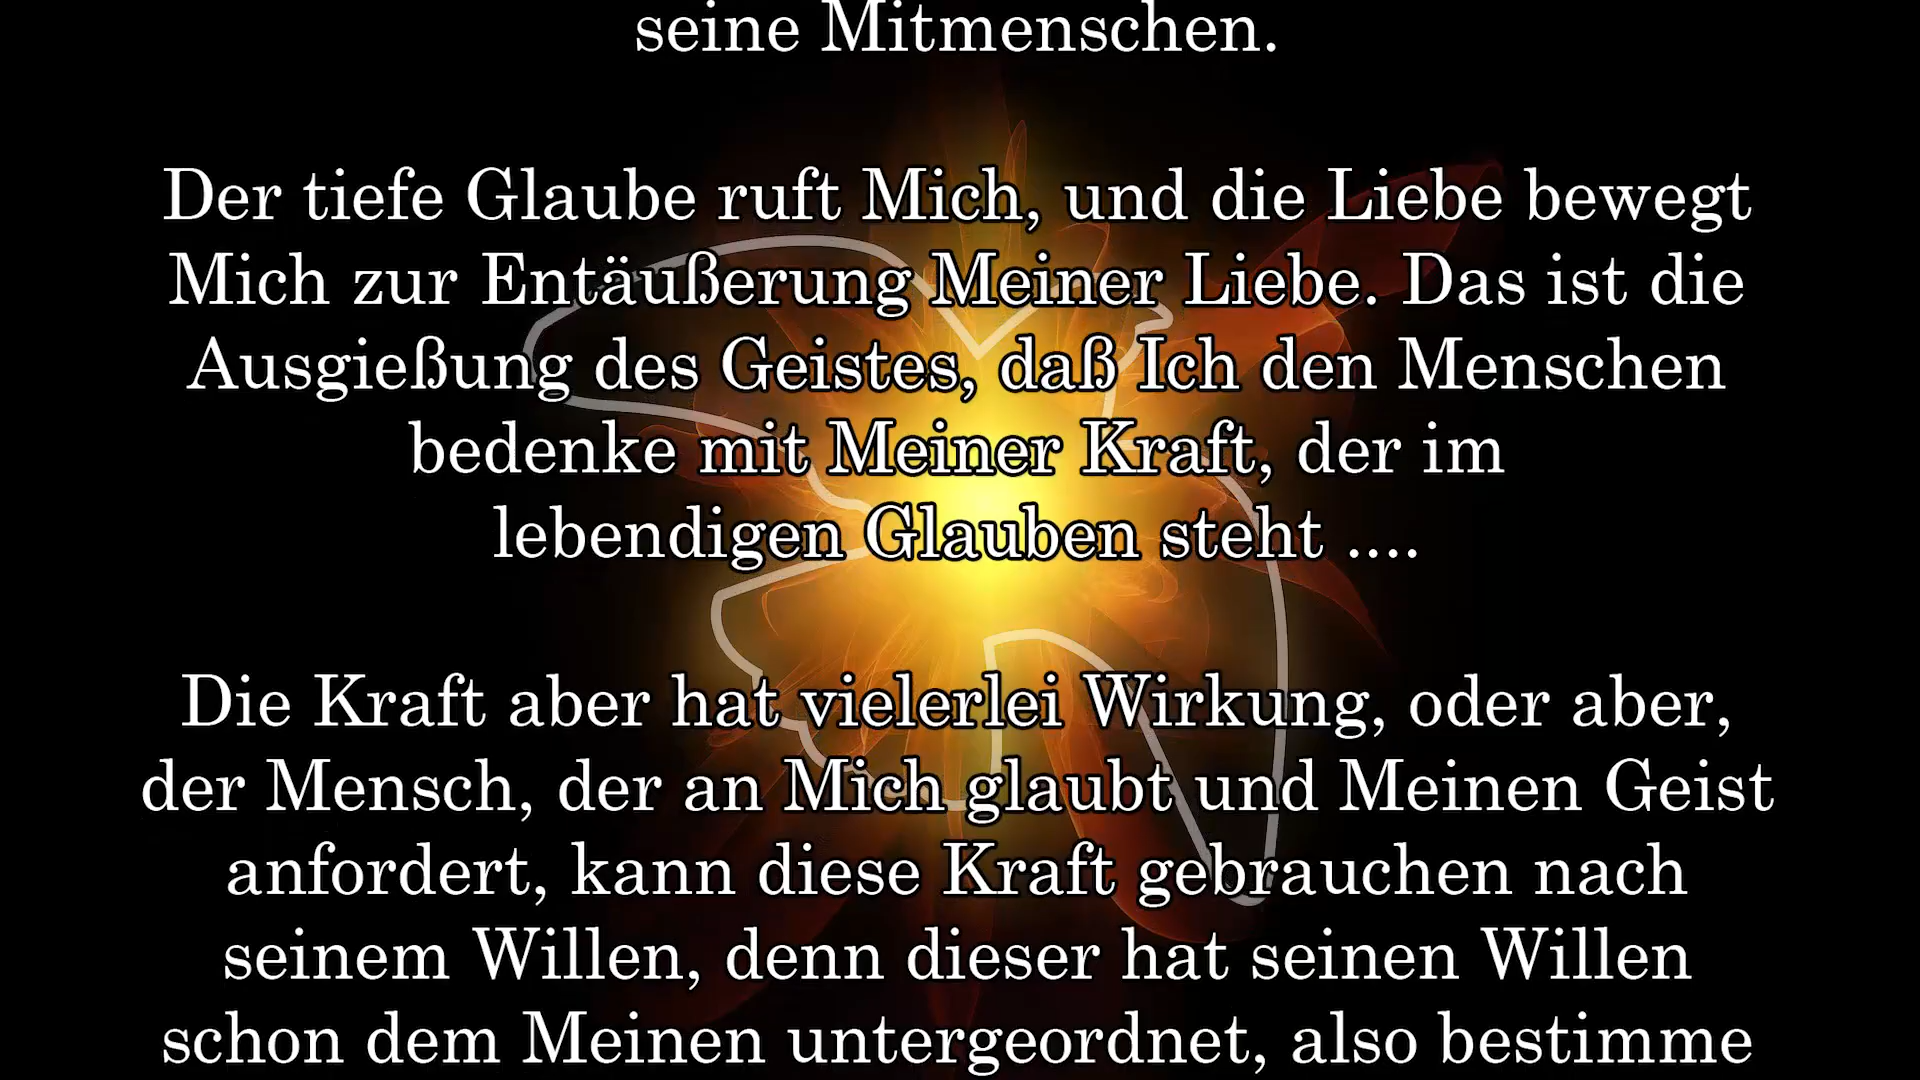 seine Mitmenschen.
Der tiefe Glaube ruft Mich, und die Liebe bewegt
Mich zur Entäußerung Meiner Liebe. Das ist die
Ausgießung des Geistes, daß Ich den Menschen
bedenke mit Meiner Kraft, der im
lebendigen Glauben steht ....
Die Kraft aber hat vielerlei Wirkung, oder aber,
der Mensch, der an Mich glaubt und Meinen Geist
anfordert, kann diese Kraft gebrauchen nach
seinem Willen, denn dieser hat seinen Willen
schon dem Meinen untergeordnet, also bestimme